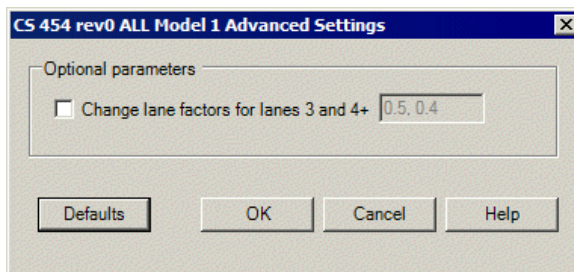 CS 454 rev0 ALL Model 1 Advanced Settings
Optional parameters
Change lane factors for lanes 3 and 4+ 0.5, 0.4
Defaults OK Cancel Help